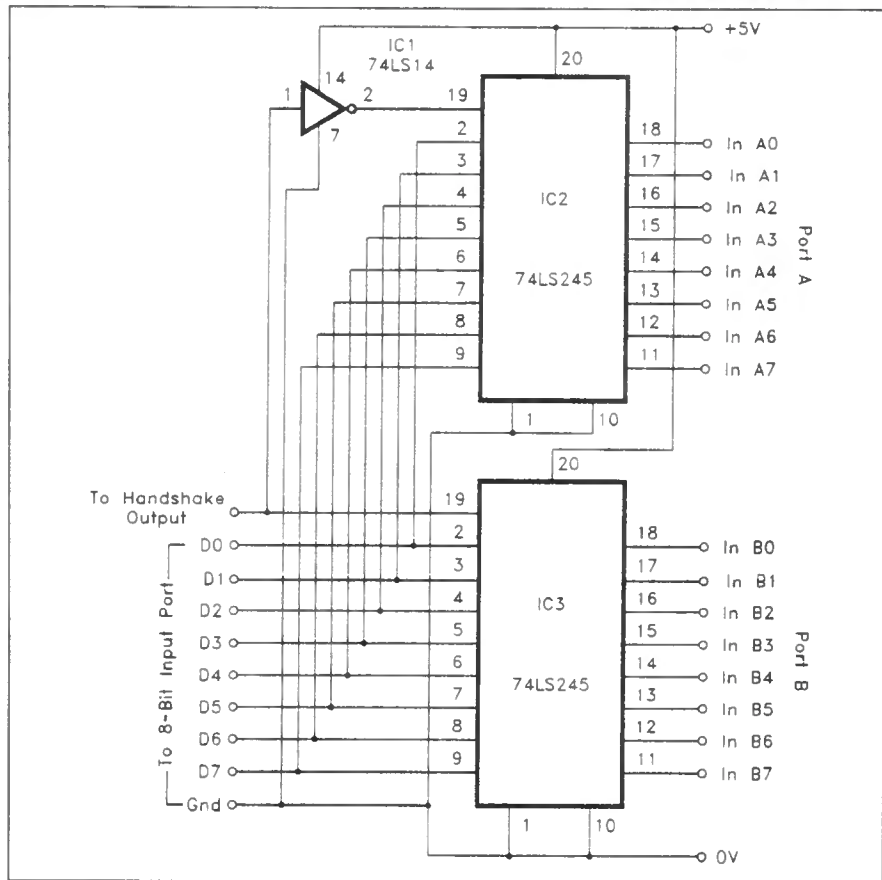 +5V
IC1
74LS14
20
14
1
2
19
7
2
18
In A0
3
17
In A1
4
16
In A2
IC2
5
15
In A3
Port A
6
14
In A4
74LS245
7
13
In A5
8
12
In A6
9
11
In A7
1
10
20
To Handshake
Output
19
D0
2
18
In B0
D1
3
17
In B1
D2
4
16
In B2
IC3
D3
5
15
In B3
To 8-Bit Input Port
D4
6
14
In B4
Port B
74LS245
D5
7
13
In B5
D6
8
12
In B6
D7
9
11
In B7
Gnd
1
10
0V